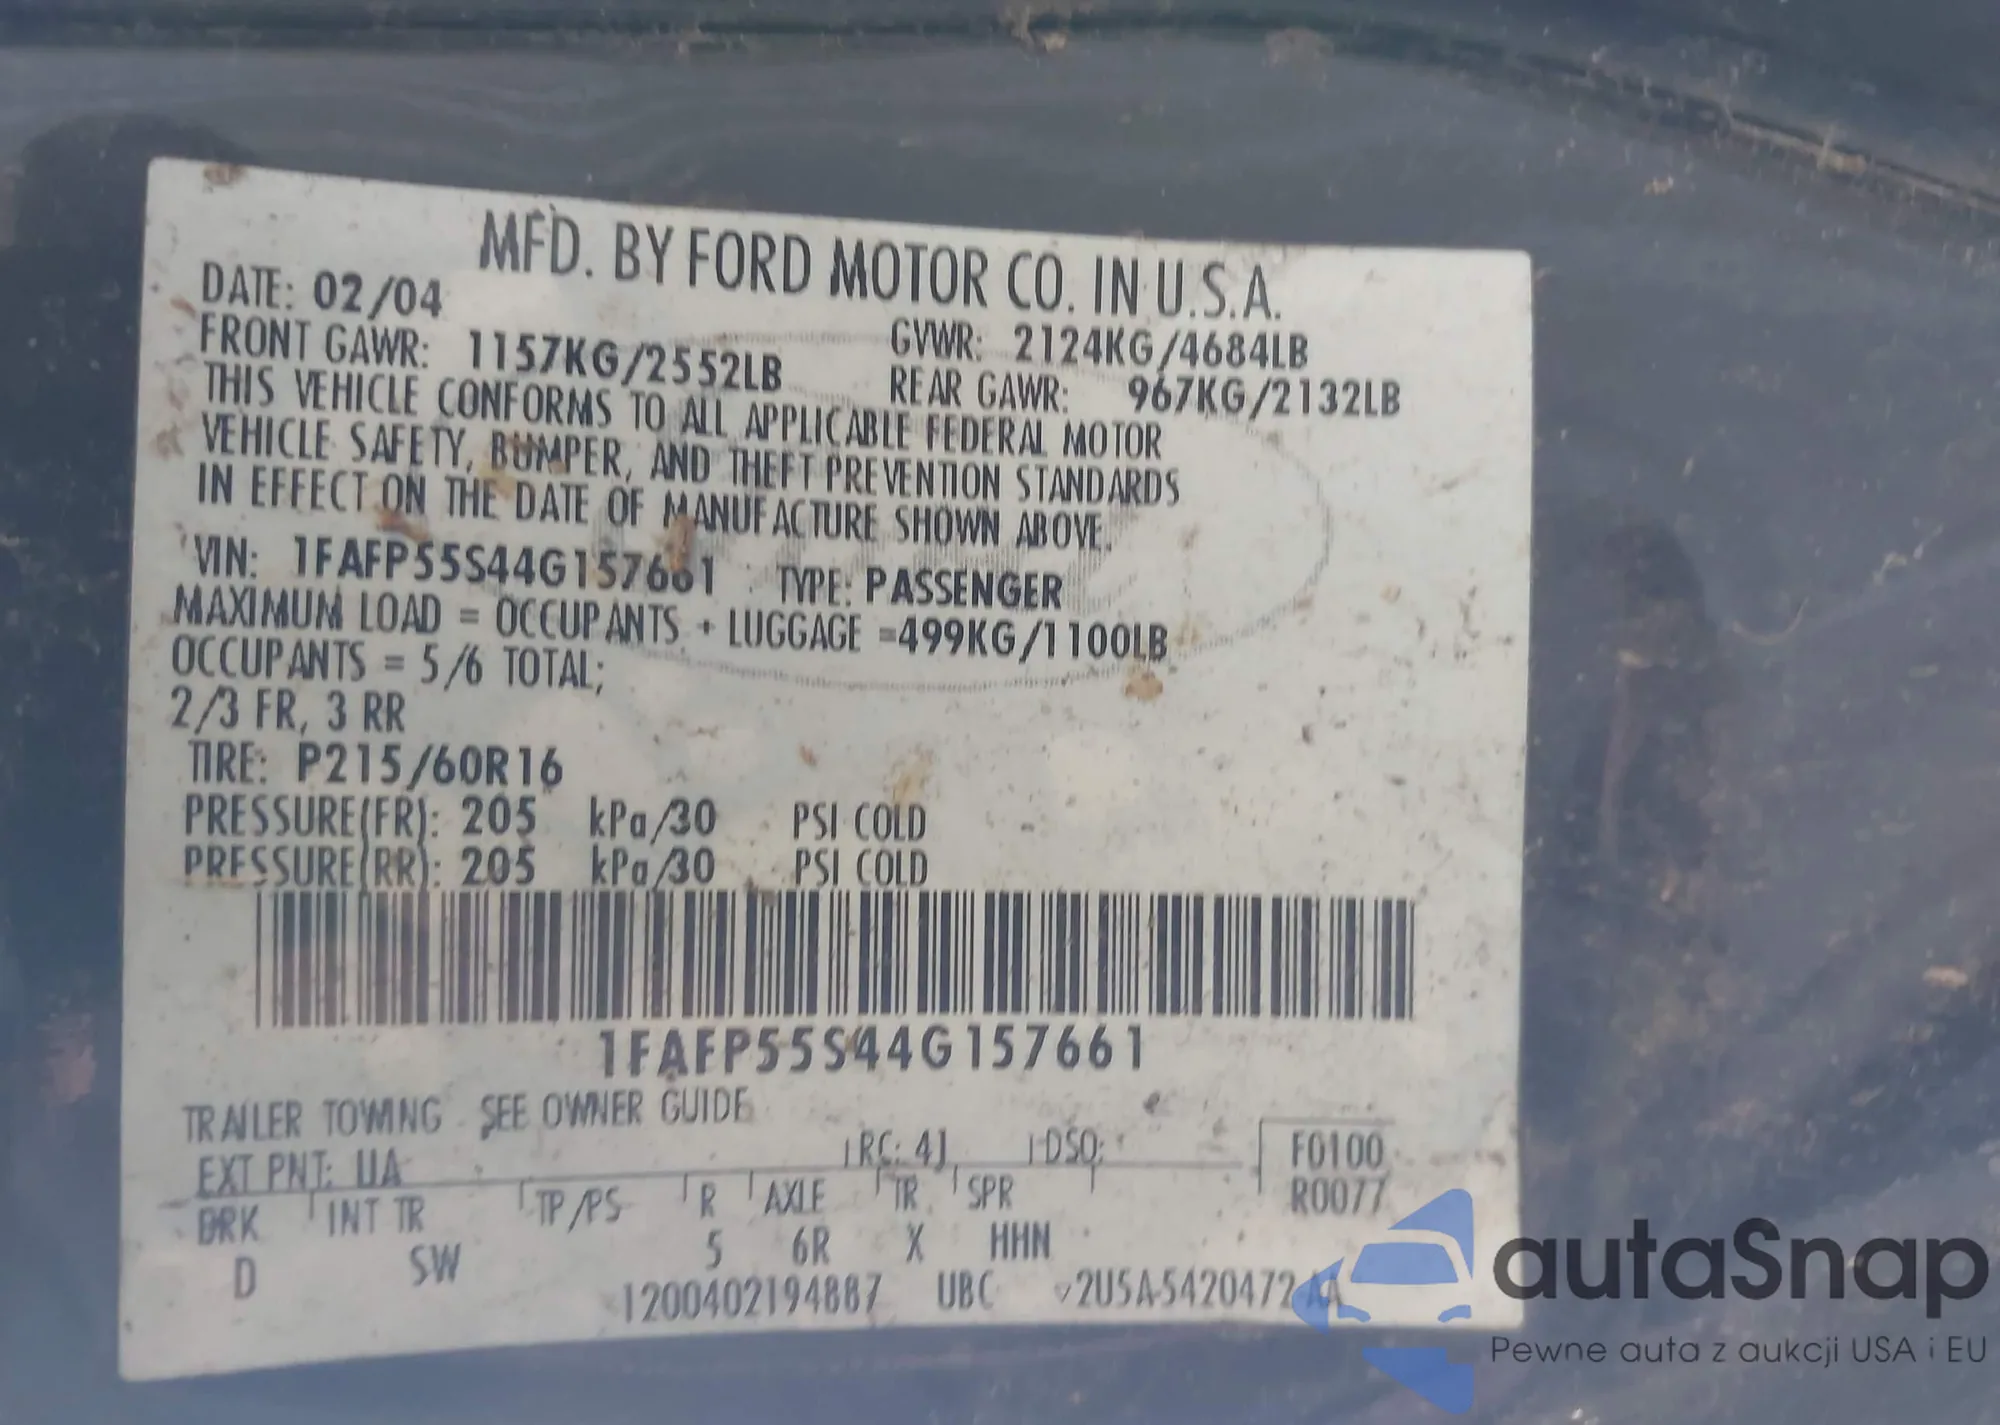 MFD. BY FORD MOTOR CO. IN U.S.A.
DATE: 02/04
FRONT GAWR: 1157KG/2552LB
GVWR: 2124KG/4684LB
REAR GAWR: 967KG/2132LB
THIS VEHICLE CONFORMS TO ALL APPLICABLE FEDERAL MOTOR
VEHICLE SAFETY, BUMPER, AND THEFT PREVENTION STANDARDS
IN EFFECT ON THE DATE OF MANUFACTURE SHOWN ABOVE.
VIN: 1FAFP55S44G157661 TYPE: PASSENGER
MAXIMUM LOAD = OCCUPANTS + LUGGAGE =499KG/1100LB
OCCUPANTS = 5/6 TOTAL;
2/3 FR, 3 RR
TIRE: P215/60R16
PRESSURE(FR): 205 kPa/30 PSI COLD
PRESSURE(RR): 205 kPa/30 PSI COLD
1FAFP55S44G157661
TRAILER TOWING - SEE OWNER GUIDE
EXT PNT: UA RC: 41 DSO: F0100
R0077
BRK INT TR TP/PS R AXLE TR SPR
D SW 5 6R X HHN
1200402194887 UBC 2U5A-5420472-AA
autaSnap
Pewne auta z aukcji USA i EU